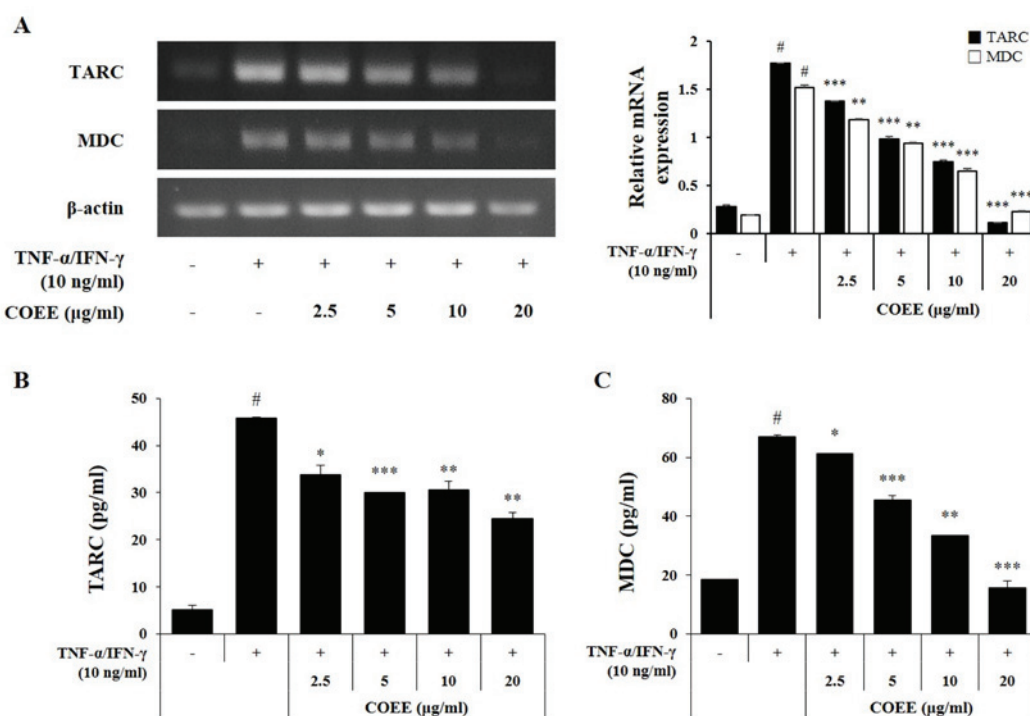 A
TARC
MDC
β-actin
TNF-α/IFN-γ
(10 ng/ml)
- + + + + +
COEE (μg/ml)
- - 2.5 5 10 20
TARC
MDC
Relative mRNA
expression
2
1.5
1
0.5
0
# #
*** **
*** **
*** ***
*** ***
TNF-α/IFN-γ
(10 ng/ml)
- + + + + +
2.5 5 10 20
COEE (μg/ml)
B
TARC (pg/ml)
50
40
30
20
10
0
# * *** ** **
TNF-α/IFN-γ
(10 ng/ml)
- + + + + +
2.5 5 10 20
COEE (μg/ml)
C
MDC (pg/ml)
80
60
40
20
0
# * *** ** ***
TNF-α/IFN-γ
(10 ng/ml)
- + + + + +
2.5 5 10 20
COEE (μg/ml)